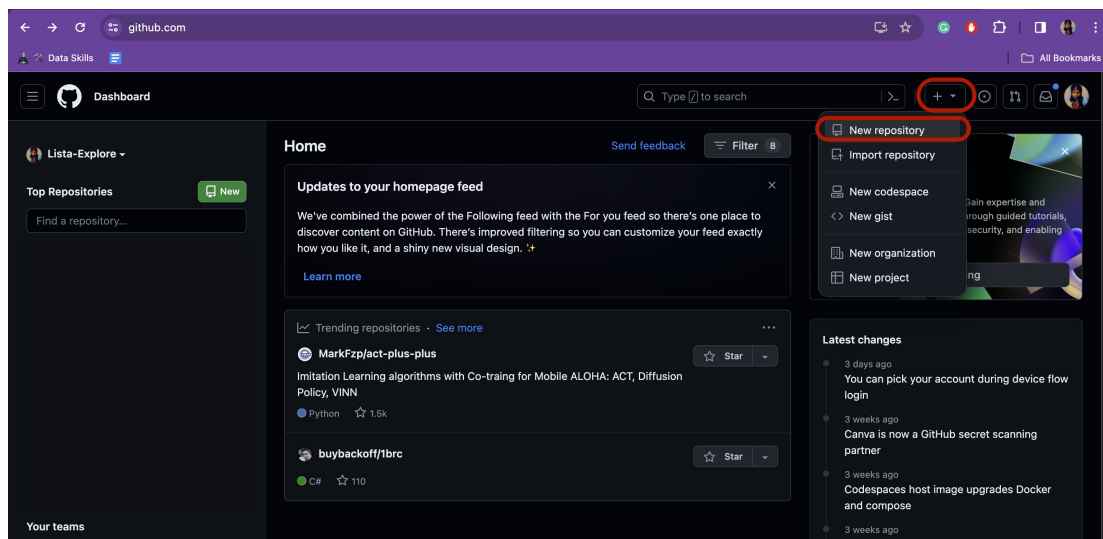 github.com
Data Skills
All Bookmarks
Dashboard
Type / to search
New repository
Import repository
New codespace
New gist
New organization
New project
Lista-Explore
Top Repositories
New
Find a repository...
Your teams
Home
Send feedback
Filter 8
Updates to your homepage feed
We've combined the power of the Following feed with the For you feed so there's one place to
discover content on GitHub. There's improved filtering so you can customize your feed exactly
how you like it, and a shiny new visual design. ✨
Learn more
Trending repositories · See more
MarkFzp/act-plus-plus
Star
Imitation Learning algorithms with Co-traing for Mobile ALOHA: ACT, Diffusion
Policy, VINN
Python 1.5k
buybackoff/1brc
Star
C# 110
Gain expertise and
rough guided tutorials,
security, and enabling
ng
Latest changes
3 days ago
You can pick your account during device flow
login
3 weeks ago
Canva is now a GitHub secret scanning
partner
3 weeks ago
Codespaces host image upgrades Docker
and compose
3 weeks ago